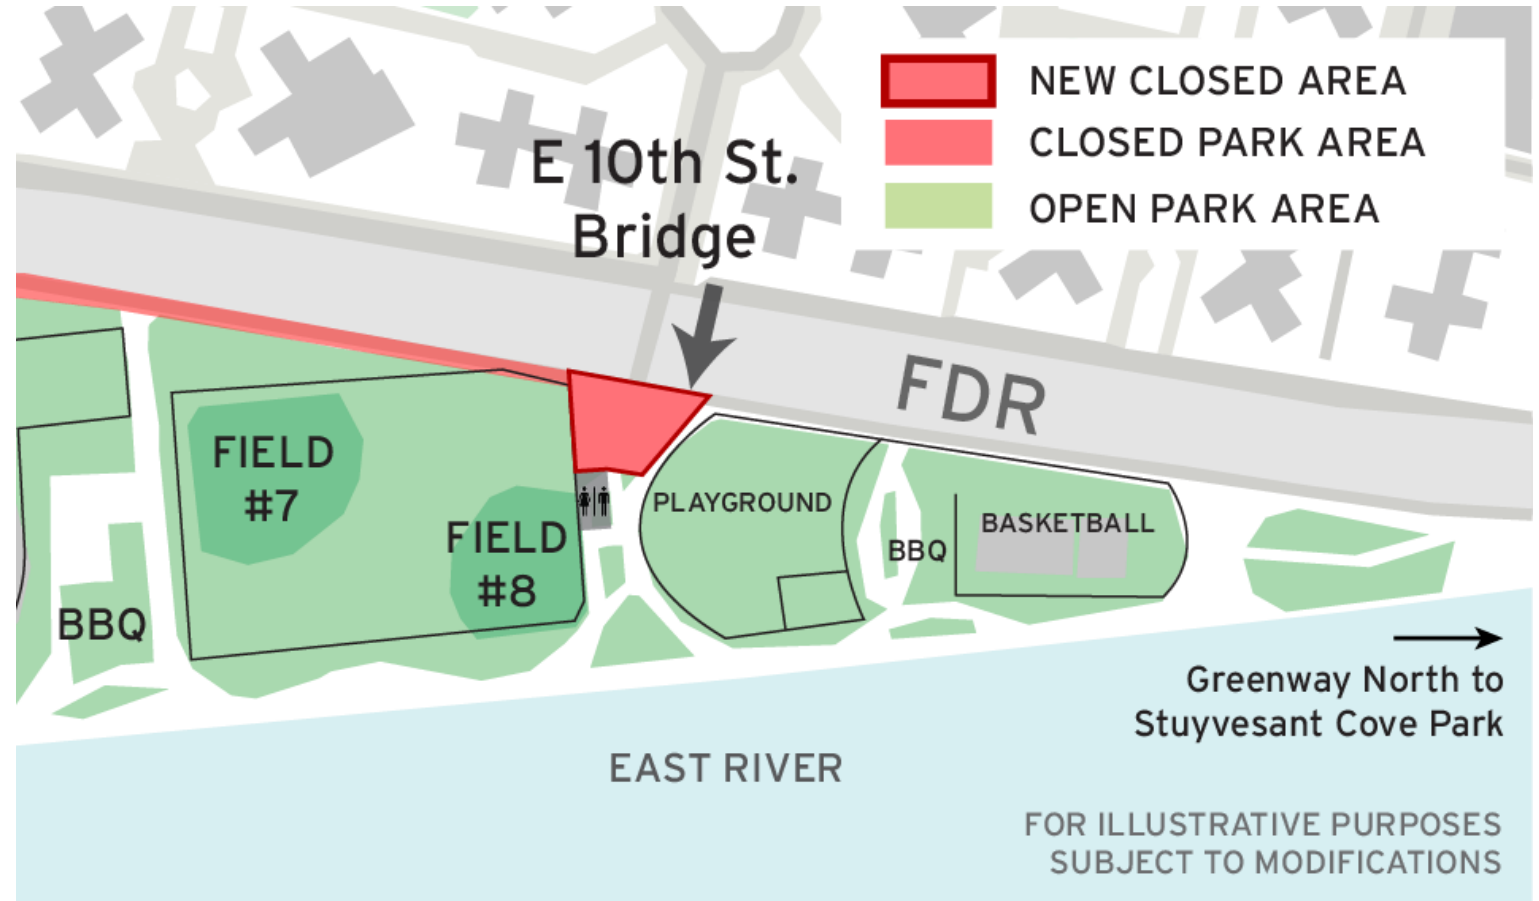 NEW CLOSED AREA
CLOSED PARK AREA
OPEN PARK AREA
E 10th St.
Bridge
FDR
FIELD
#7
FIELD
#8
PLAYGROUND
BASKETBALL
BBQ
BBQ
Greenway North to
Stuyvesant Cove Park
EAST RIVER
FOR ILLUSTRATIVE PURPOSES
SUBJECT TO MODIFICATIONS